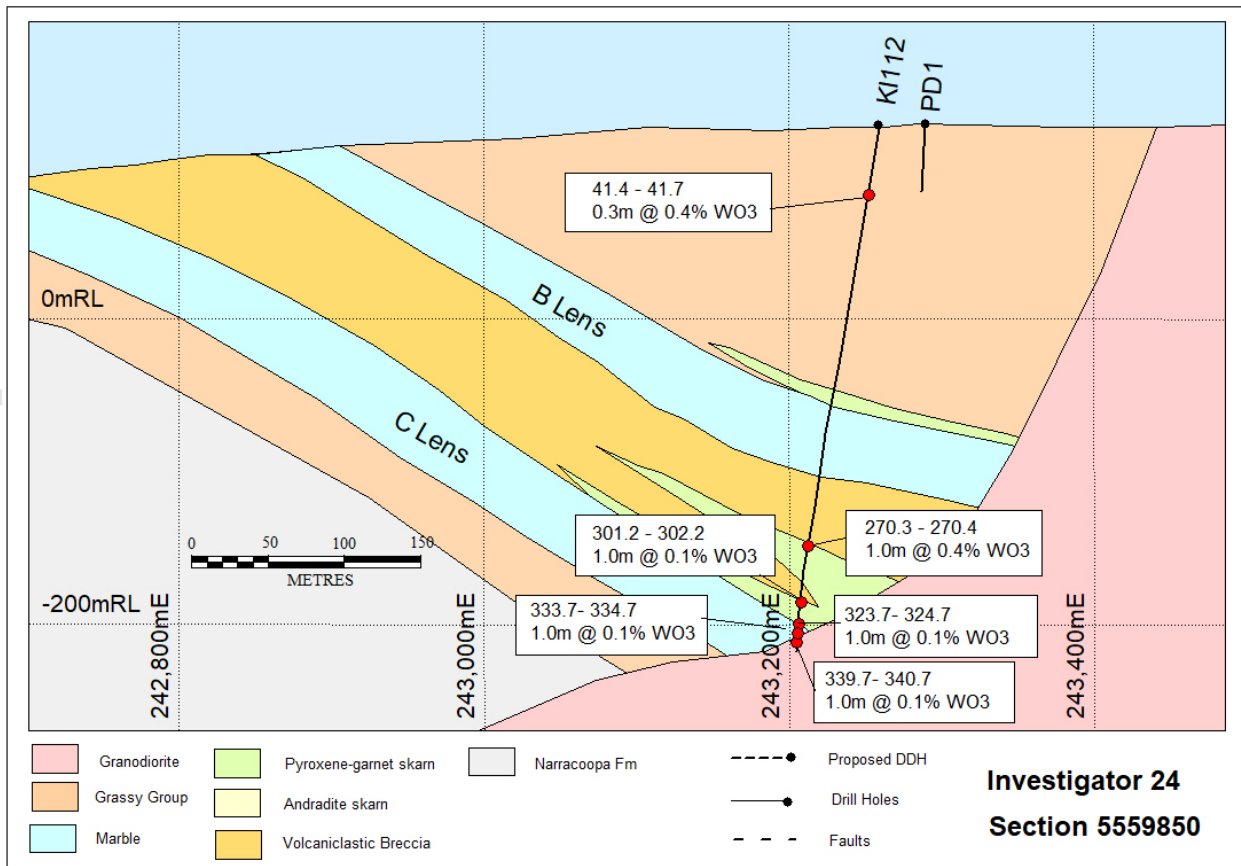 KI112
PD1
41.4 - 41.7
0.3m @ 0.4% WO3
B Lens
0mRL
C Lens
301.2 - 302.2
1.0m @ 0.1% WO3
270.3 - 270.4
1.0m @ 0.4% WO3
0 50 100 150
METRES
-200mRL
333.7- 334.7
1.0m @ 0.1% WO3
323.7- 324.7
1.0m @ 0.1% WO3
339.7 - 340.7
1.0m @ 0.1% WO3
242,800mE
243,000mE
243,200mE
243,400mE
Granodiorite
Grassy Group
Marble
Pyroxene-garnet skarn
Andradite skarn
Volcaniclastic Breccia
Narracoopa Fm
Proposed DDH
Drill Holes
Faults
Investigator 24
Section 5559850